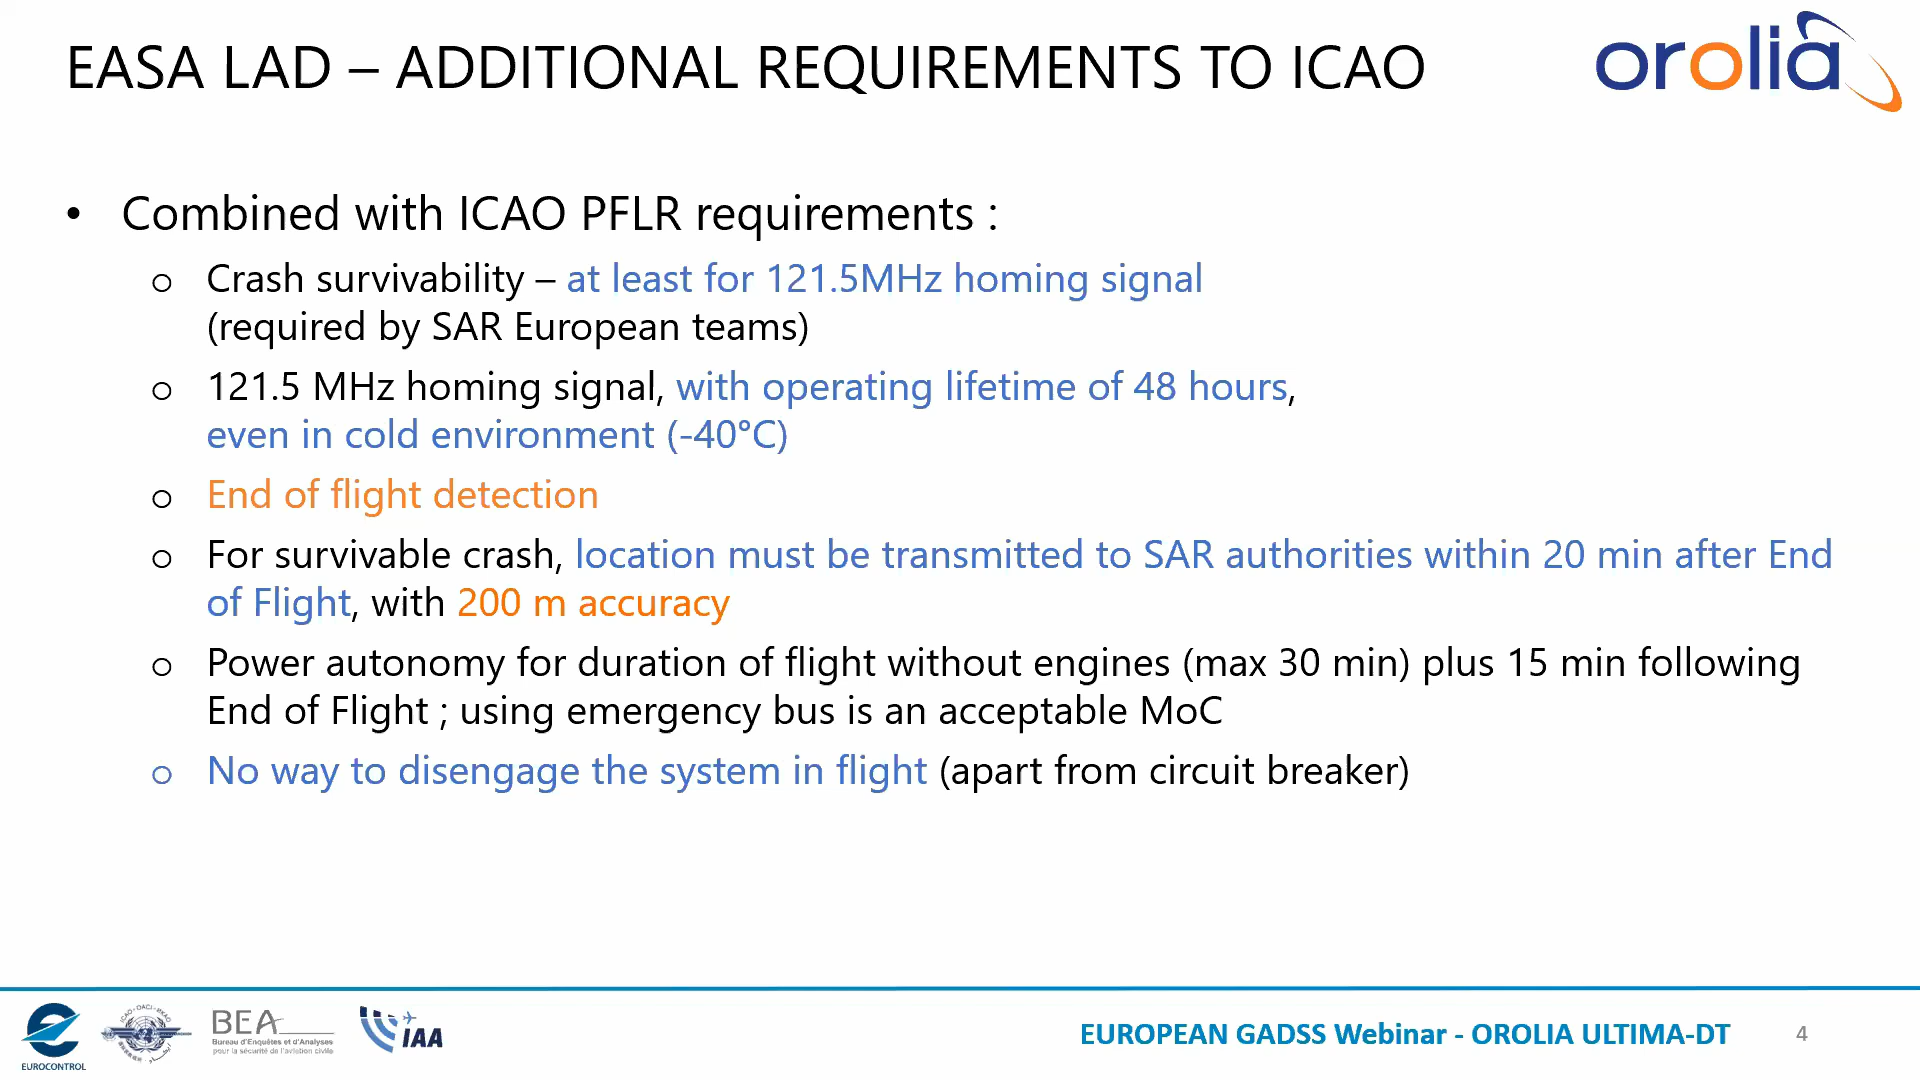 EASA LAD – ADDITIONAL REQUIREMENTS TO ICAO
orolia
• Combined with ICAO PFLR requirements :
o Crash survivability – at least for 121.5MHz homing signal
(required by SAR European teams)
o 121.5 MHz homing signal, with operating lifetime of 48 hours,
even in cold environment (-40°C)
o End of flight detection
o For survivable crash, location must be transmitted to SAR authorities within 20 min after End
of Flight, with 200 m accuracy
o Power autonomy for duration of flight without engines (max 30 min) plus 15 min following
End of Flight ; using emergency bus is an acceptable MoC
o No way to disengage the system in flight (apart from circuit breaker)
EUROCONTROL
BEA
Bureau d'Enquêtes et d'Analyses
pour la sécurité de l'aviation civile
IAA
EUROPEAN GADSS Webinar - OROLIA ULTIMA-DT
4